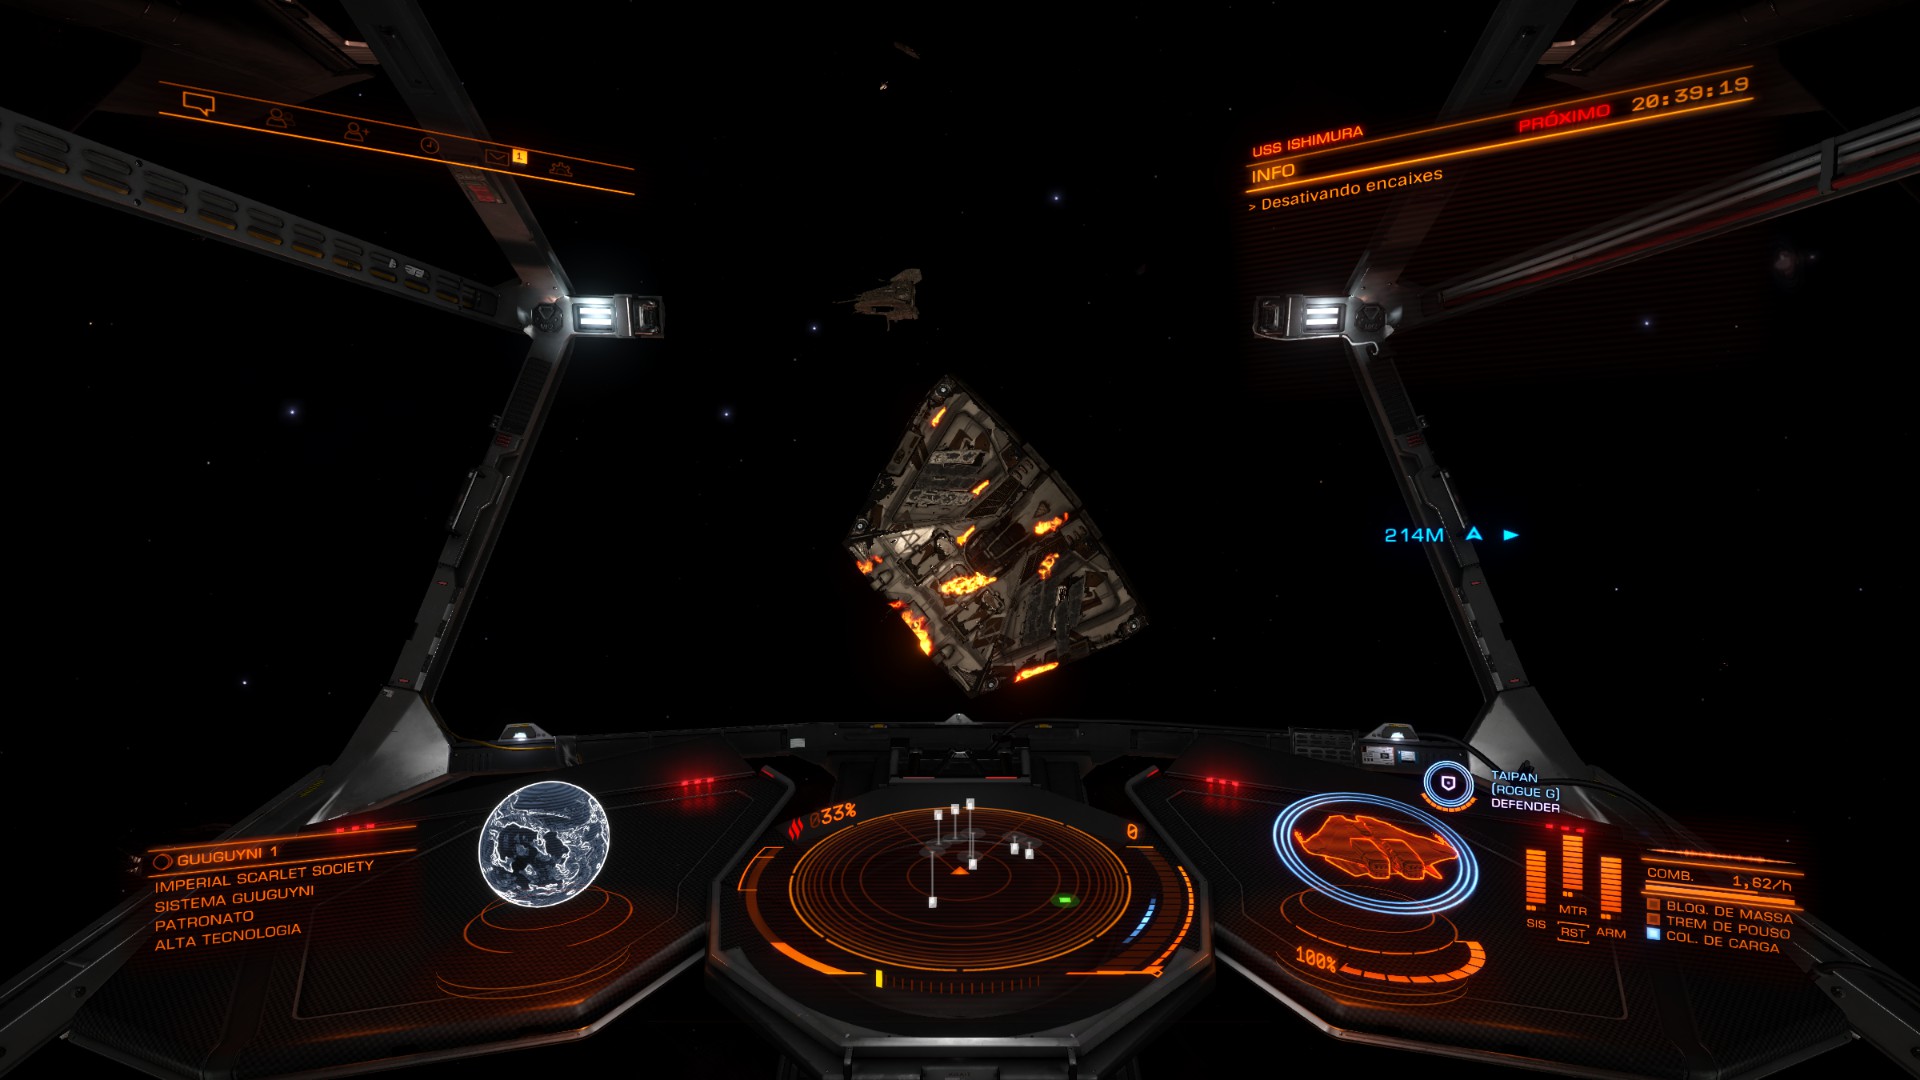 1
USS ISHIMURA
PRÓXIMO
20:39:19
INFO
> Desativando encaixes
214M
TAIPAN
(ROGUE G)
DEFENDER
033%
0
GUUGUYNI 1
IMPERIAL SCARLET SOCIETY
SISTEMA GUUGUYNI
PATRONATO
ALTA TECNOLOGIA
100%
SIS
MTR
RST
ARM
COMB. 1,62/h
BLOQ. DE MASSA
TREM DE POUSO
COL. DE CARGA